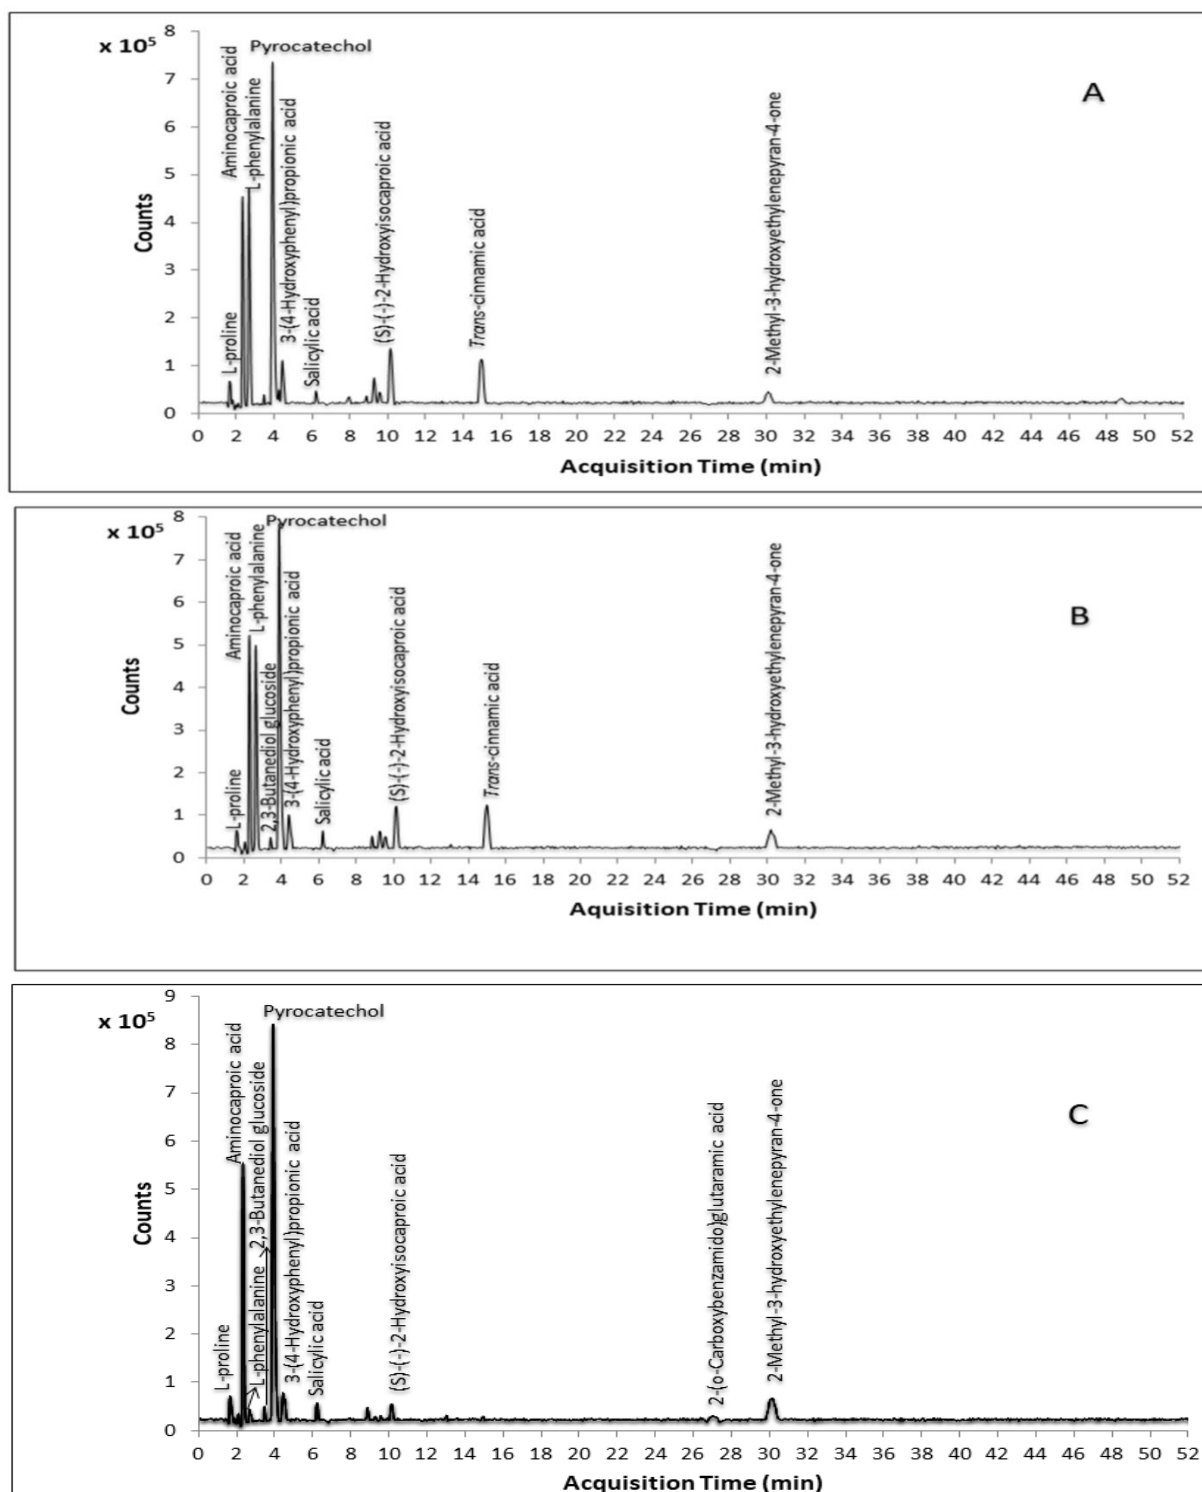 x 10⁵
8
7
6
5
4
3
2
1
0
Counts
L-proline
Aminocaproic acid
L-phenylalanine
Pyrocatechol
3-(4-Hydroxyphenyl)propionic acid
Salicylic acid
(S)-(-)-2-Hydroxyisocaproic acid
Trans-cinnamic acid
2-Methyl-3-hydroxyethylenepyran-4-one
A
0 2 4 6 8 10 12 14 16 18 20 22 24 26 28 30 32 34 36 38 40 42 44 46 48 50 52
Acquisition Time (min)
x 10⁵
8
7
6
5
4
3
2
1
0
Counts
L-proline
Aminocaproic acid
L-phenylalanine
2,3-Butanediol glucoside
Pyrocatechol
3-(4-Hydroxyphenyl)propionic acid
Salicylic acid
(S)-(-)-2-Hydroxyisocaproic acid
Trans-cinnamic acid
2-Methyl-3-hydroxyethylenepyran-4-one
B
0 2 4 6 8 10 12 14 16 18 20 22 24 26 28 30 32 34 36 38 40 42 44 46 48 50 52
Aquisition Time (min)
x 10⁵
9
8
7
6
5
4
3
2
1
0
Counts
L-proline
Aminocaproic acid
L-phenylalanine
2,3-Butanediol glucoside
Pyrocatechol
3-(4-Hydroxyphenyl)propionic acid
Salicylic acid
(S)-(-)-2-Hydroxyisocaproic acid
2-(o-Carboxybenzamido)glutaramic acid
2-Methyl-3-hydroxyethylenepyran-4-one
C
0 2 4 6 8 10 12 14 16 18 20 22 24 26 28 30 32 34 36 38 40 42 44 46 48 50 52
Acquisition Time (min)